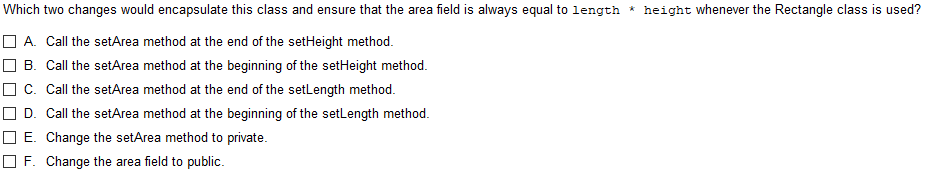 Which two changes would encapsulate this class and ensure that the area field is always equal to length * height whenever the Rectangle class is used?
A. Call the setArea method at the end of the setHeight method.
B. Call the setArea method at the beginning of the setHeight method.
C. Call the setArea method at the end of the setLength method.
D. Call the setArea method at the beginning of the setLength method.
E. Change the setArea method to private.
F. Change the area field to public.